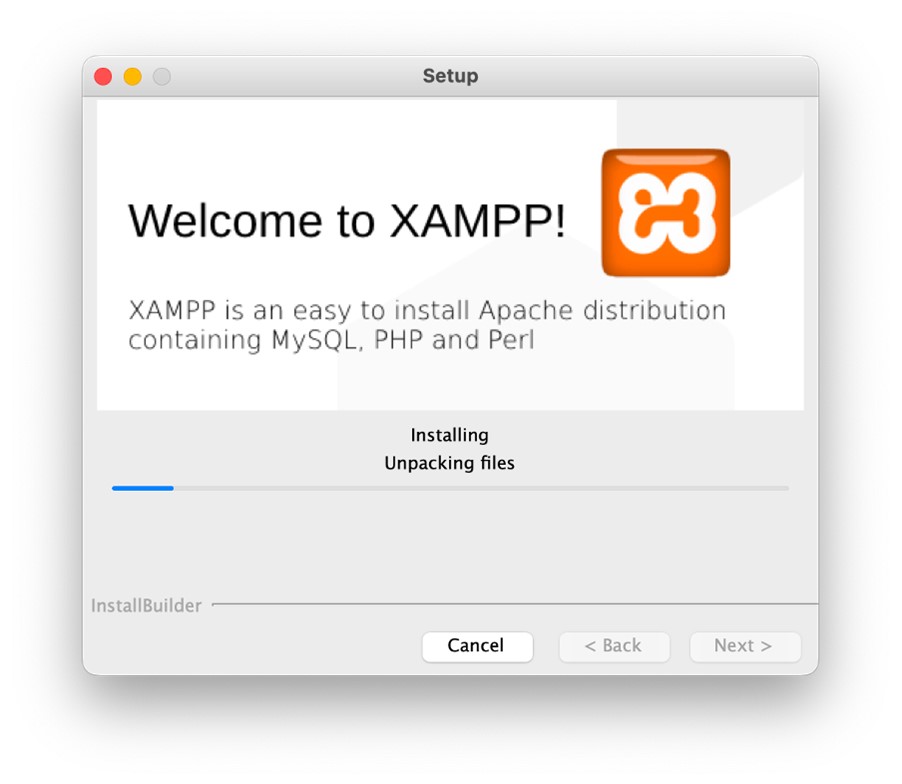 Setup
Welcome to XAMPP!
XAMPP is an easy to install Apache distribution
containing MySQL, PHP and Perl
Installing
Unpacking files
InstallBuilder
Cancel
< Back
Next >